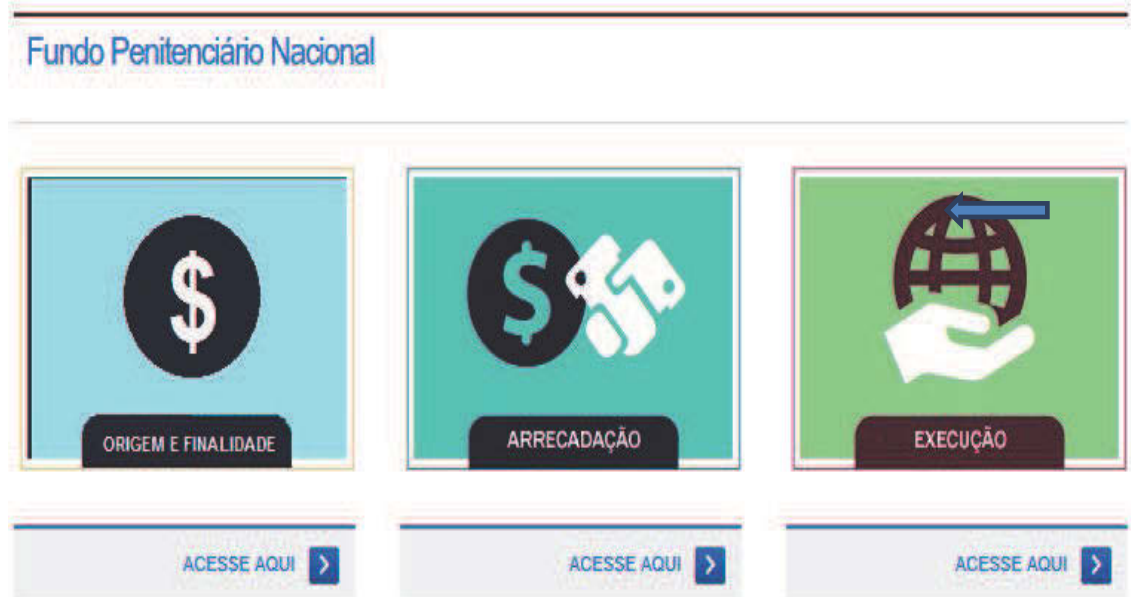 Fundo Penitenciário Nacional
$
$
ORIGEM E FINALIDADE
ARRECADAÇÃO
EXECUÇÃO
ACESSE AQUI
ACESSE AQUI
ACESSE AQUI